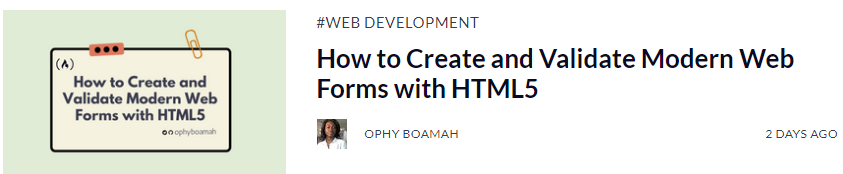 (🔥)
How to Create and
Validate Modern Web
Forms with HTML5
ophyboamah
#WEB DEVELOPMENT
How to Create and Validate Modern Web
Forms with HTML5
OPHY BOAMAH
2 DAYS AGO